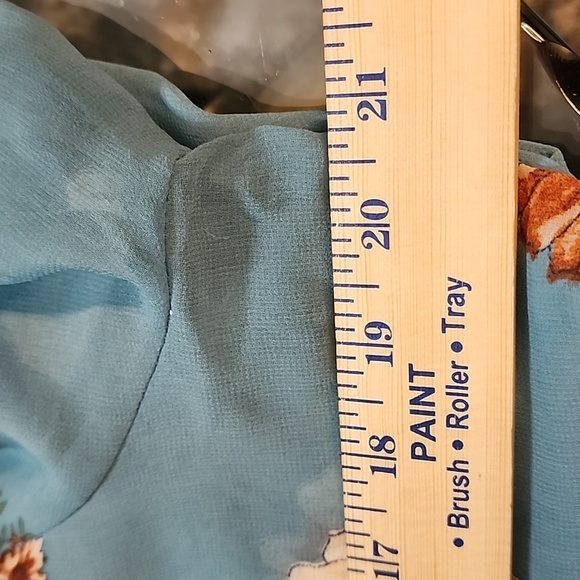 21
20
19
18
17
PAINT
• Brush • Roller • Tray